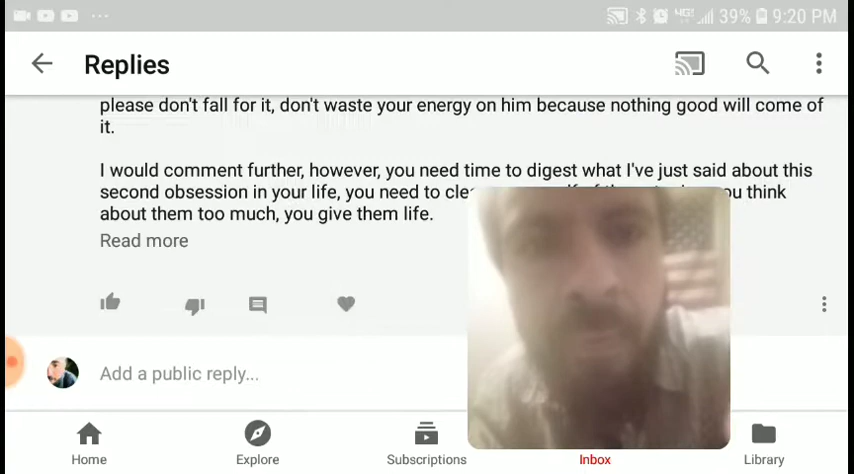 39% 9:20 PM
Replies
please don't fall for it, don't waste your energy on him because nothing good will come of
it.
I would comment further, however, you need time to digest what I've just said about this
second obsession in your life, you need to think
about them too much, you give them life.
Read more
Add a public reply...
Home Explore Subscriptions Inbox Library